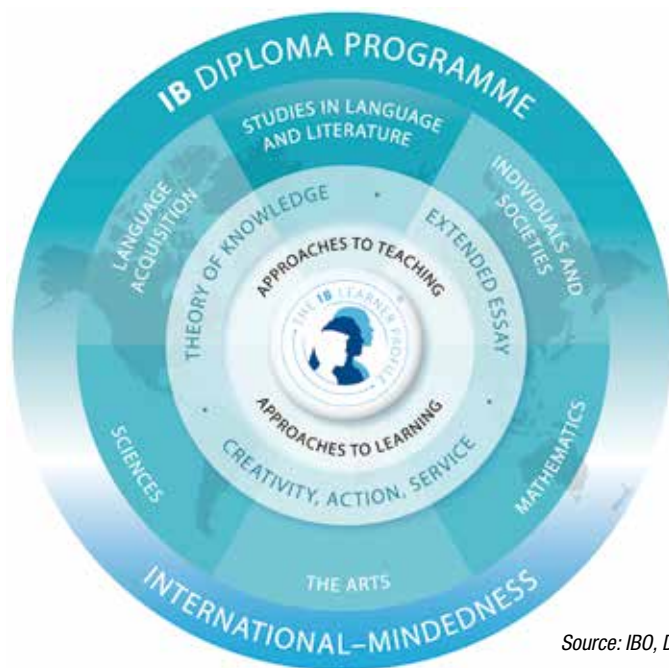 IB DIPLOMA PROGRAMME
STUDIES IN LANGUAGE
AND LITERATURE
LANGUAGE
ACQUISITION
INDIVIDUALS AND
SOCIETIES
THEORY OF KNOWLEDGE
EXTENDED ESSAY
APPROACHES TO TEACHING
THE IB LEARNER PROFILE
®
APPROACHES TO LEARNING
CREATIVITY, ACTION, SERVICE
SCIENCES
MATHEMATICS
THE ARTS
INTERNATIONAL–MINDEDNESS
Source: IBO,